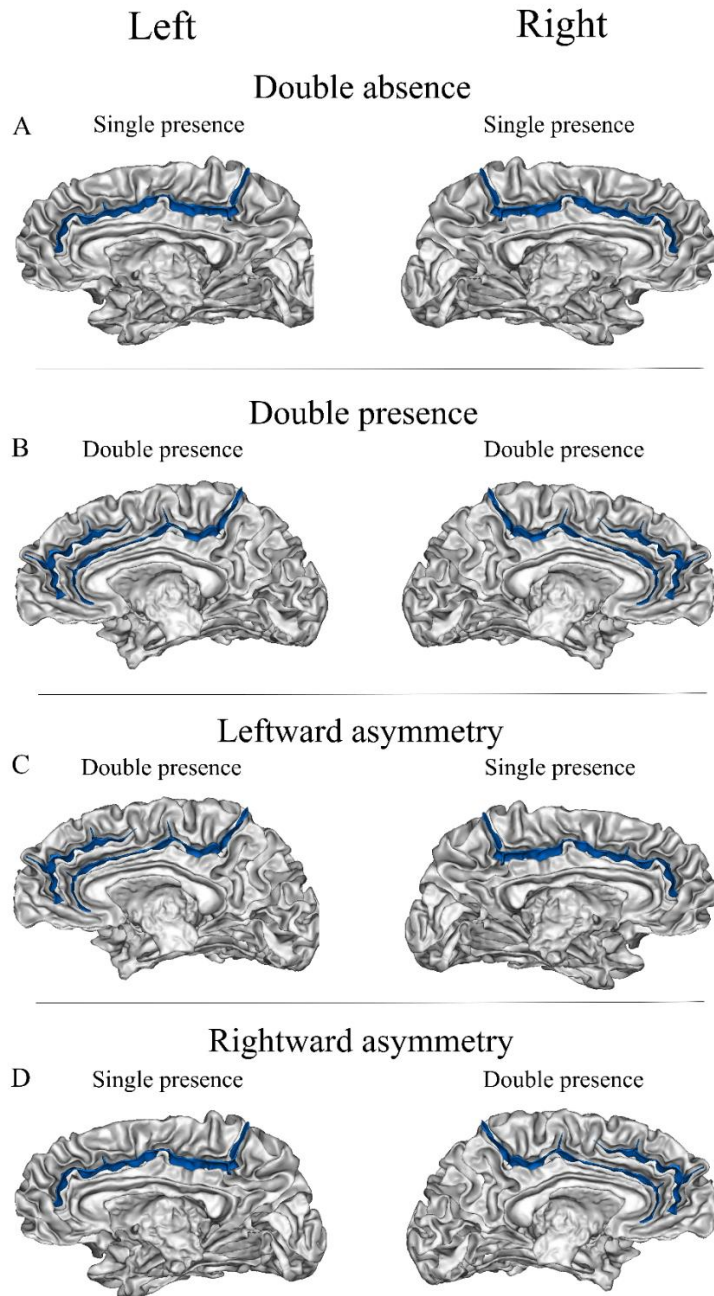 Left Right
Double absence
A Single presence Single presence
Double presence
B Double presence Double presence
Leftward asymmetry
C Double presence Single presence
Rightward asymmetry
D Single presence Double presence